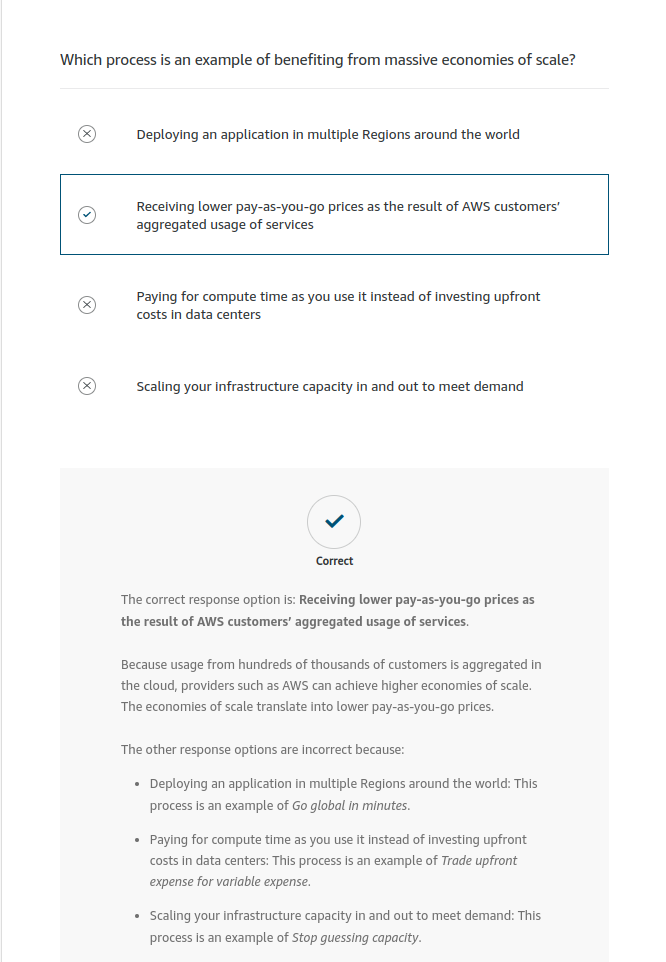 Which process is an example of benefiting from massive economies of scale?
Deploying an application in multiple Regions around the world
Receiving lower pay-as-you-go prices as the result of AWS customers’
aggregated usage of services
Paying for compute time as you use it instead of investing upfront
costs in data centers
Scaling your infrastructure capacity in and out to meet demand
Correct
The correct response option is: Receiving lower pay-as-you-go prices as
the result of AWS customers’ aggregated usage of services.
Because usage from hundreds of thousands of customers is aggregated in
the cloud, providers such as AWS can achieve higher economies of scale.
The economies of scale translate into lower pay-as-you-go prices.
The other response options are incorrect because:
• Deploying an application in multiple Regions around the world: This
process is an example of Go global in minutes.
• Paying for compute time as you use it instead of investing upfront
costs in data centers: This process is an example of Trade upfront
expense for variable expense.
• Scaling your infrastructure capacity in and out to meet demand: This
process is an example of Stop guessing capacity.